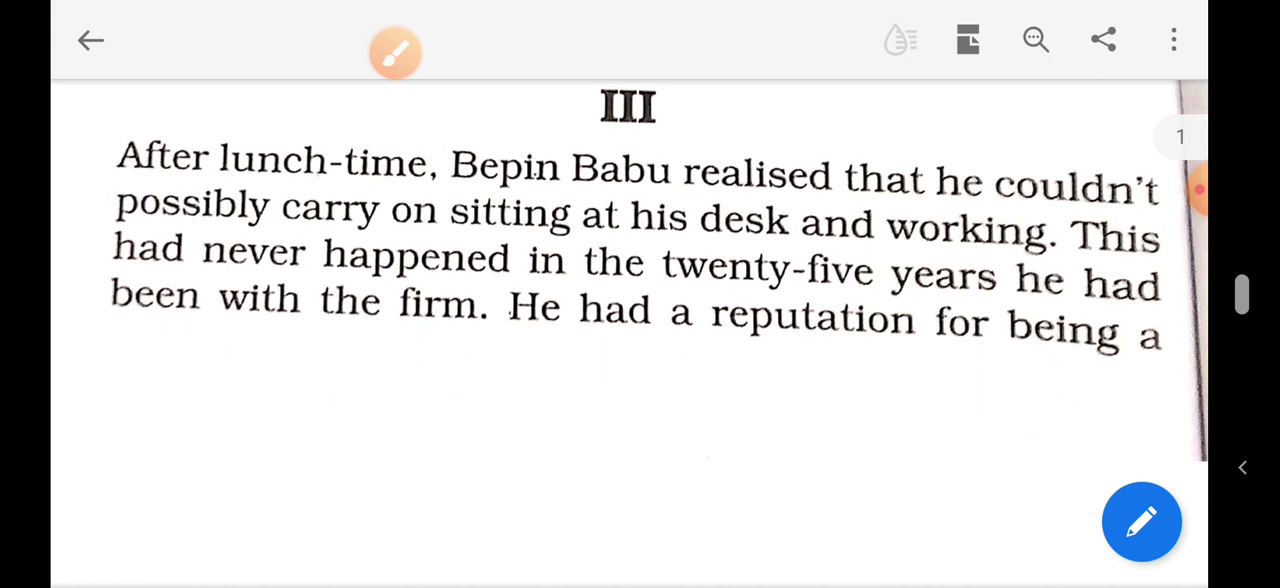 1
III
After lunch-time, Bepin Babu realised that he couldn't
possibly carry on sitting at his desk and working. This
had never happened in the twenty-five years he had
been with the firm. He had a reputation for being a